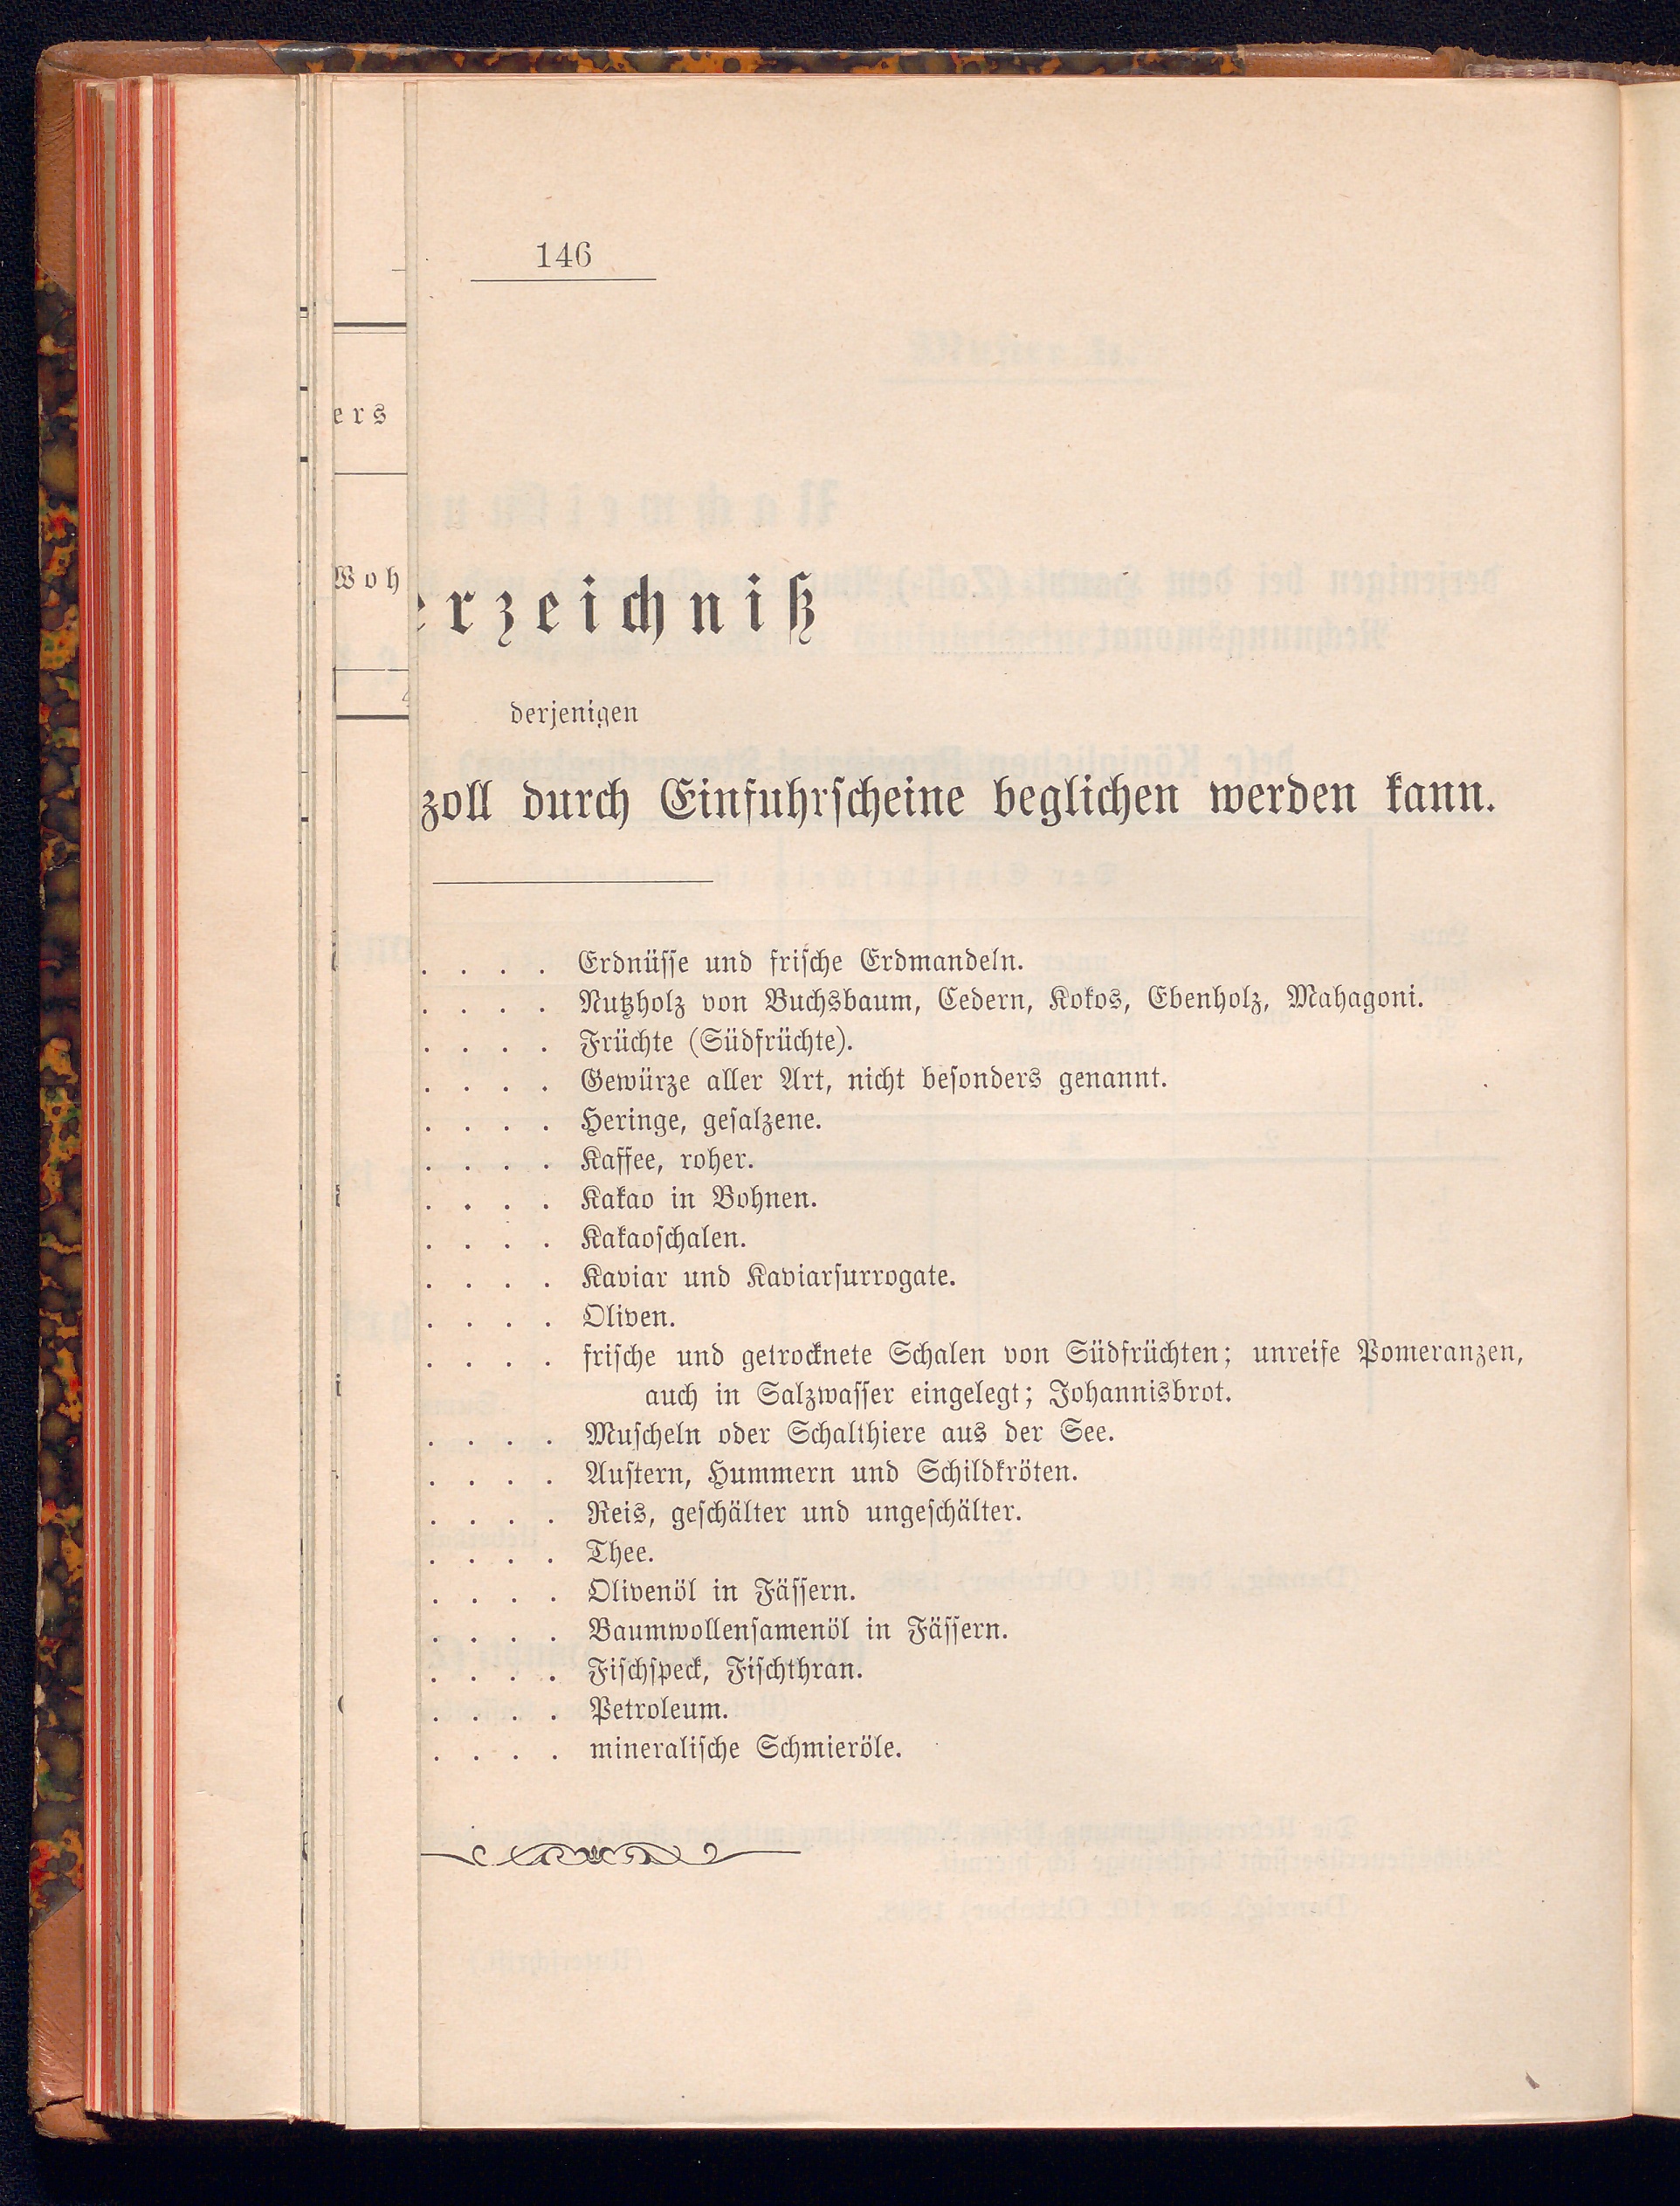 146
ers
Woh
erzeichniß
derjenigen
zoll durch Einfuhrscheine beglichen werden kann.
. . . . Erdnüsse und frische Erdmandeln.
. . . . Nutzholz von Buchsbaum, Cedern, Kokos, Ebenholz, Mahagoni.
. . . . Früchte (Südfrüchte).
. . . . Gewürze aller Art, nicht besonders genannt.
. . . . Heringe, gesalzene.
. . . . Kaffee, roher.
. . . . Kakao in Bohnen.
. . . . Kakaoschalen.
. . . . Kaviar und Kaviarsurrogate.
. . . . Oliven.
. . . . frische und getrocknete Schalen von Südfrüchten; unreife Pomeranzen,
auch in Salzwasser eingelegt; Johannisbrot.
. . . . Muscheln oder Schalthiere aus der See.
. . . . Austern, Hummern und Schildkröten.
. . . . Reis, geschälter und ungeschälter.
. . . . Thee.
. . . . Olivenöl in Fässern.
. . . . Baumwollensamenöl in Fässern.
. . . . Fischspeck, Fischthran.
. . . . Petroleum.
. . . . mineralische Schmieröle.